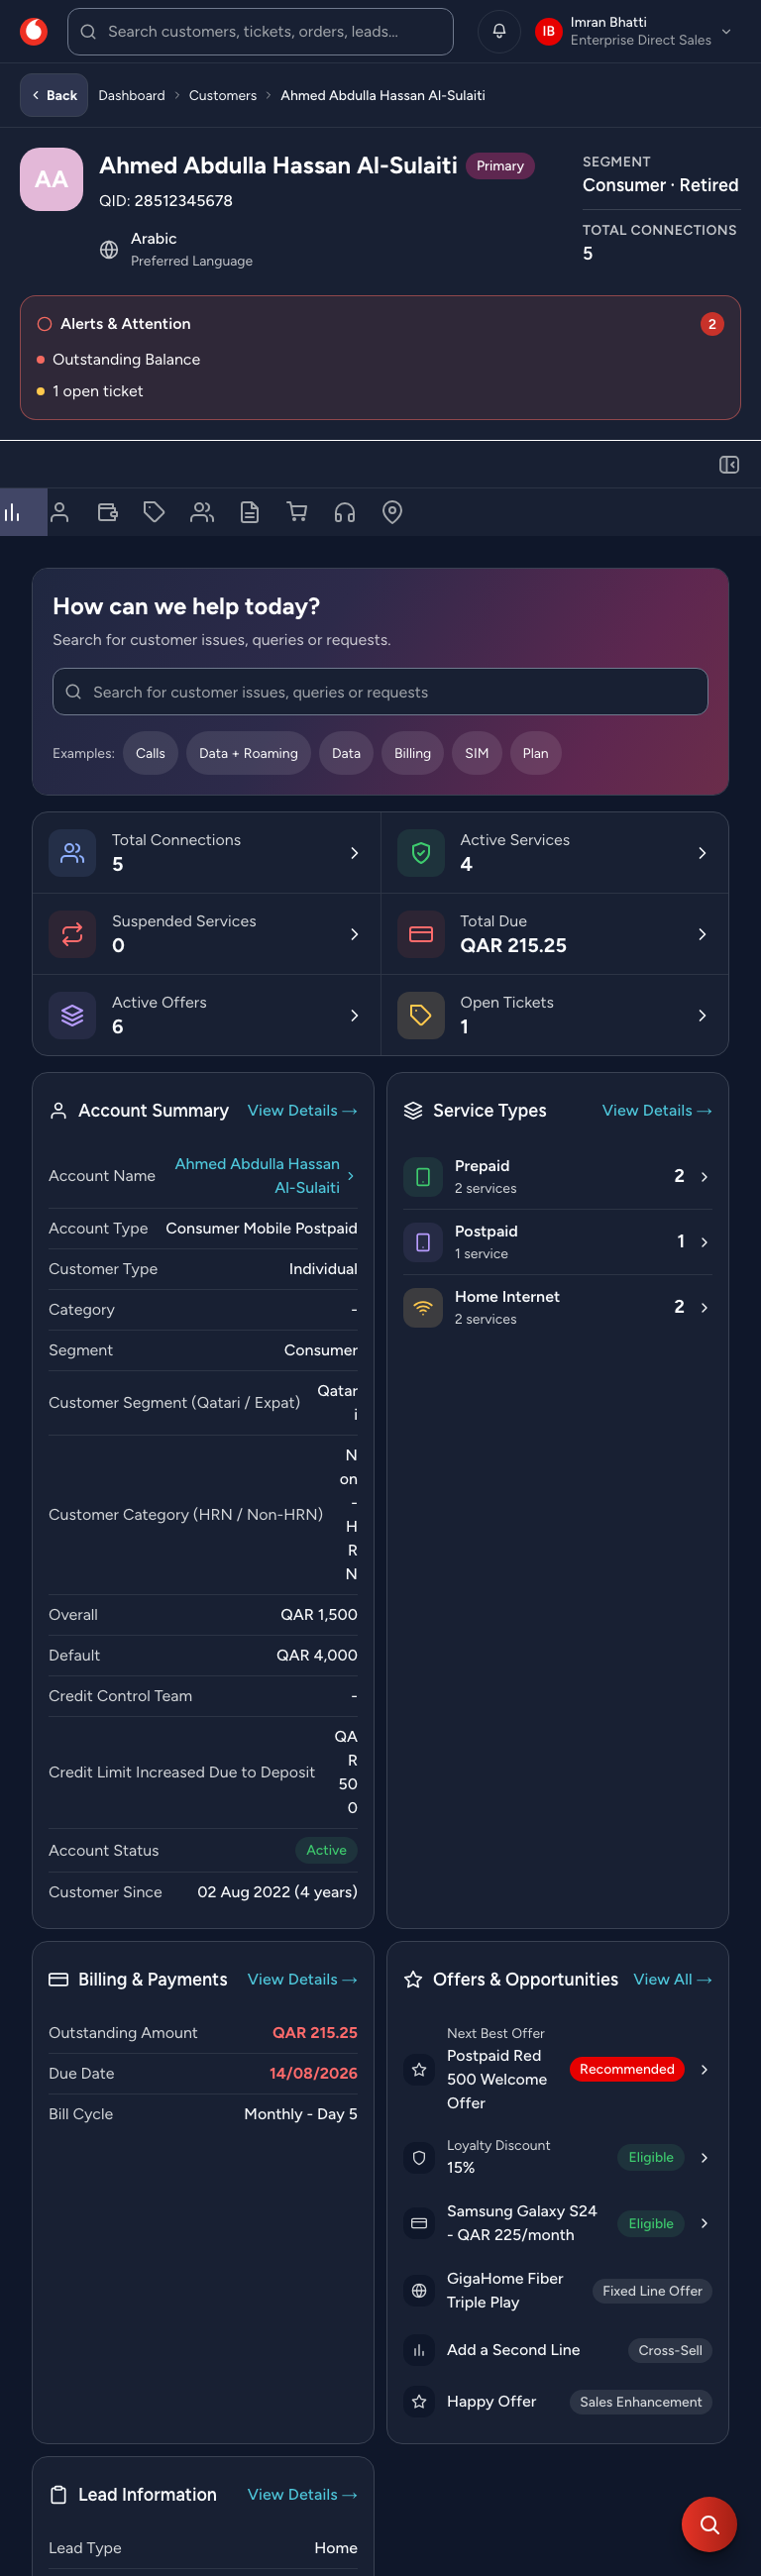 Search customers, tickets, orders, leads...
IB
Imran Bhatti
Enterprise Direct Sales
Back
Dashboard
Customers
Ahmed Abdulla Hassan Al-Sulaiti
AA
Ahmed Abdulla Hassan Al-Sulaiti
Primary
QID: 28512345678
Arabic
Preferred Language
SEGMENT
Consumer · Retired
TOTAL CONNECTIONS
5
Alerts & Attention
2
Outstanding Balance
1 open ticket
How can we help today?
Search for customer issues, queries or requests.
Search for customer issues, queries or requests
Examples:
Calls
Data + Roaming
Data
Billing
SIM
Plan
Total Connections
5
Active Services
4
Suspended Services
0
Total Due
QAR 215.25
Active Offers
6
Open Tickets
1
Account Summary
View Details →
Account Name
Ahmed Abdulla Hassan
Al-Sulaiti
Account Type
Consumer Mobile Postpaid
Customer Type
Individual
Category
-
Segment
Consumer
Customer Segment (Qatari / Expat)
Qatar
i
Customer Category (HRN / Non-HRN)
N
on
-
H
R
N
Overall
QAR 1,500
Default
QAR 4,000
Credit Control Team
-
Credit Limit Increased Due to Deposit
QA
R
50
0
Account Status
Active
Customer Since
02 Aug 2022 (4 years)
Service Types
View Details →
Prepaid
2 services
2
Postpaid
1 service
1
Home Internet
2 services
2
Billing & Payments
View Details →
Outstanding Amount
QAR 215.25
Due Date
14/08/2026
Bill Cycle
Monthly - Day 5
Offers & Opportunities
View All →
Next Best Offer
Postpaid Red
500 Welcome
Offer
Recommended
Loyalty Discount
15%
Eligible
Samsung Galaxy S24
- QAR 225/month
Eligible
GigaHome Fiber
Triple Play
Fixed Line Offer
Add a Second Line
Cross-Sell
Happy Offer
Sales Enhancement
Lead Information
View Details →
Lead Type
Home